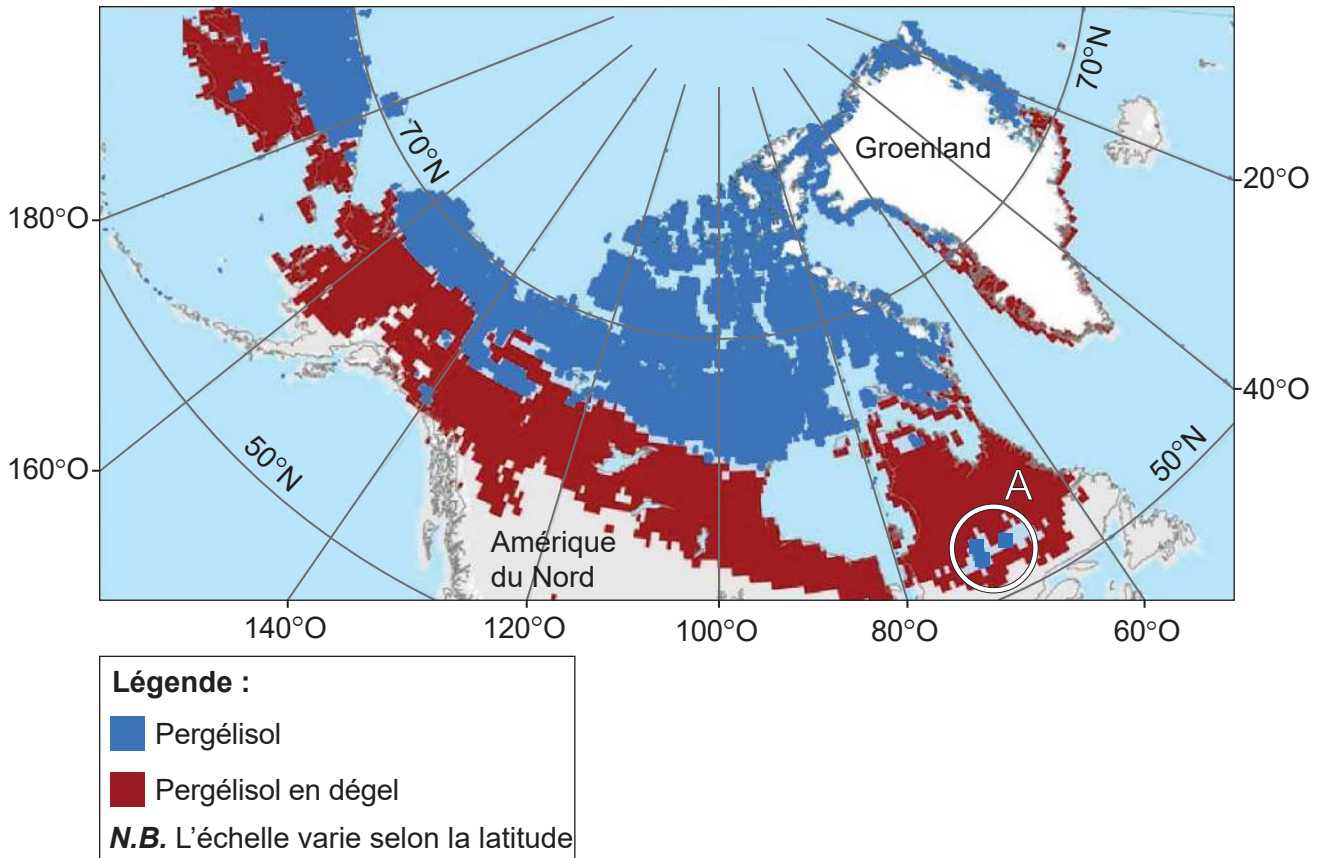 70°N
70°N
Groenland
180°O
20°O
40°O
160°O
50°N
50°N
A
Amérique
du Nord
140°O
120°O
100°O
80°O
60°O
Légende :
Pergélisol
Pergélisol en dégel
N.B. L'échelle varie selon la latitude